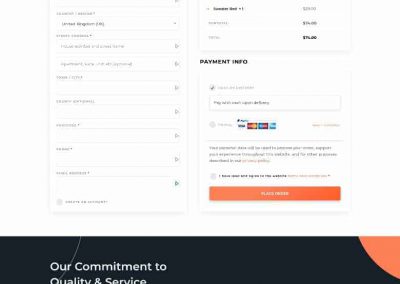 COUNTRY / REGION *
United Kingdom (UK)
STREET ADDRESS *
House number and street name
Apartment, suite, unit, etc. (optional)
TOWN / CITY *
COUNTY (OPTIONAL)
POSTCODE *
PHONE *
EMAIL ADDRESS *
CREATE AN ACCOUNT?
Sweater Red × 1
$29.00
SUBTOTAL
$74.00
TOTAL
$74.00
PAYMENT INFO
CASH ON DELIVERY
Pay with cash upon delivery.
PAYPAL
PayPal
VISA
Your personal data will be used to process your order, support
your experience throughout this website, and for other purposes
described in our privacy policy.
I have read and agree to the website terms and conditions *
PLACE ORDER
Our Commitment to
Quality & Service